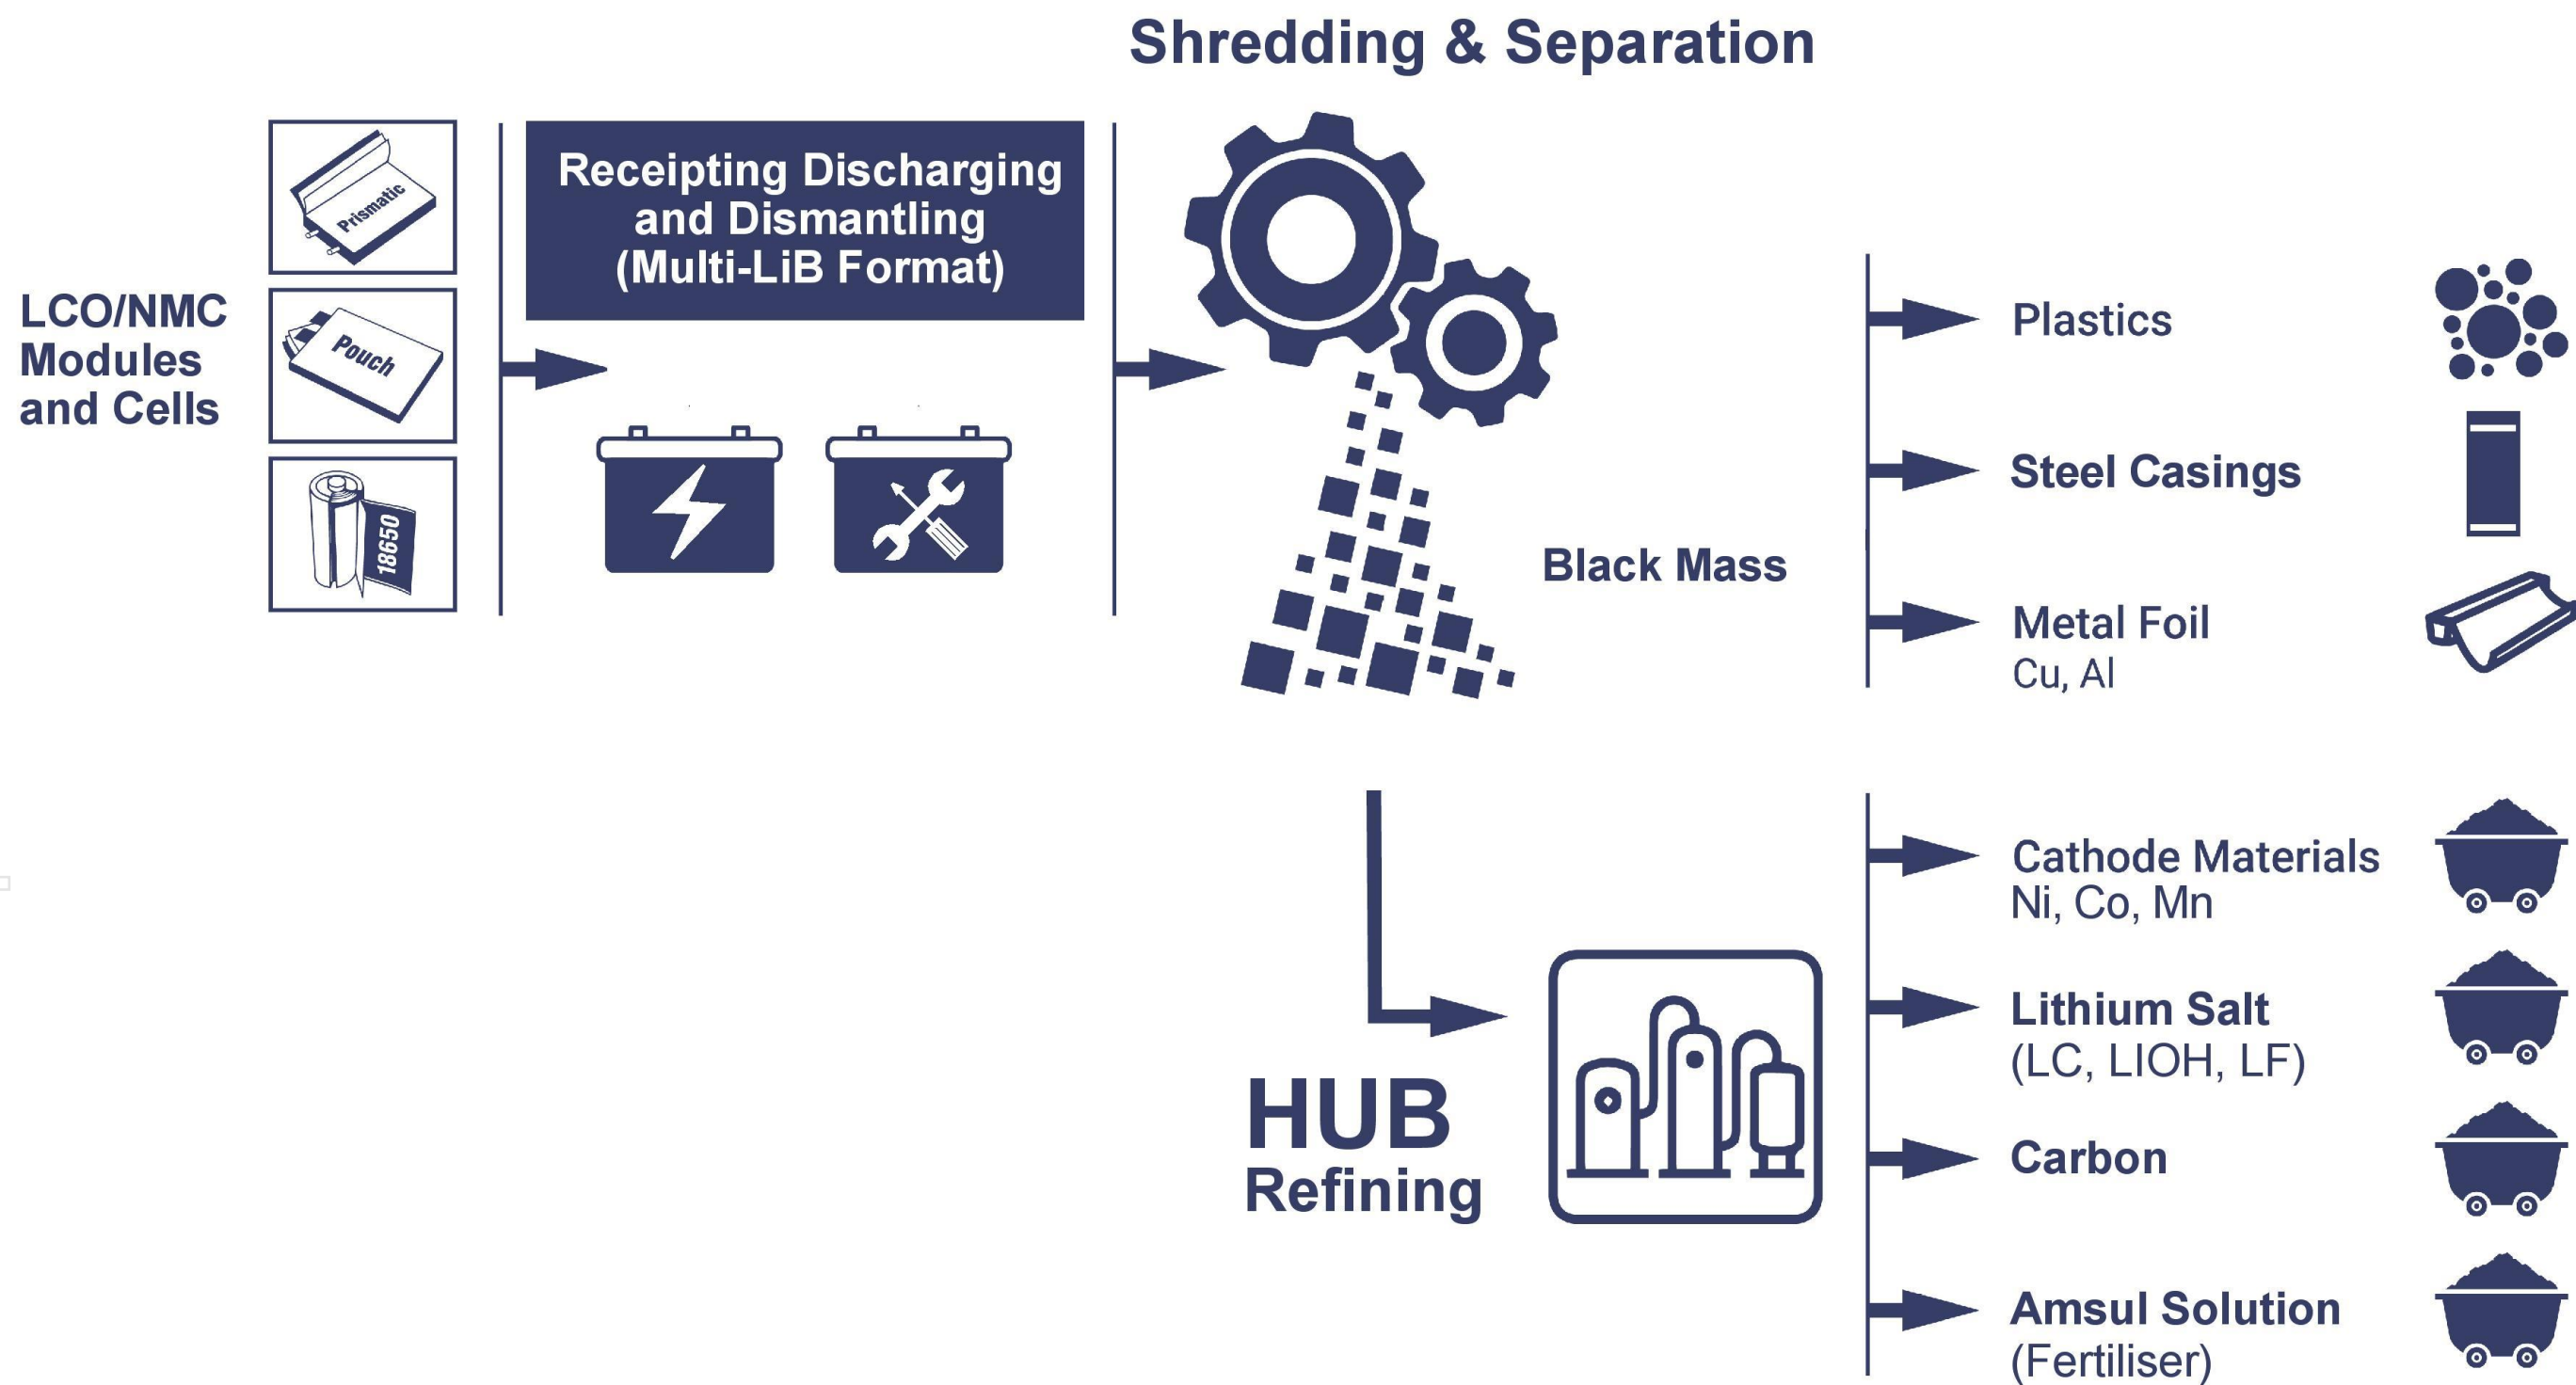 Shredding & Separation
LCO/NMC
Modules
and Cells
Prismatic
Pouch
18650
Receipting Discharging
and Dismantling
(Multi-LiB Format)
Black Mass
Plastics
Steel Casings
Metal Foil
Cu, Al
HUB
Refining
Cathode Materials
Ni, Co, Mn
Lithium Salt
(LC, LIOH, LF)
Carbon
Amsul Solution
(Fertiliser)